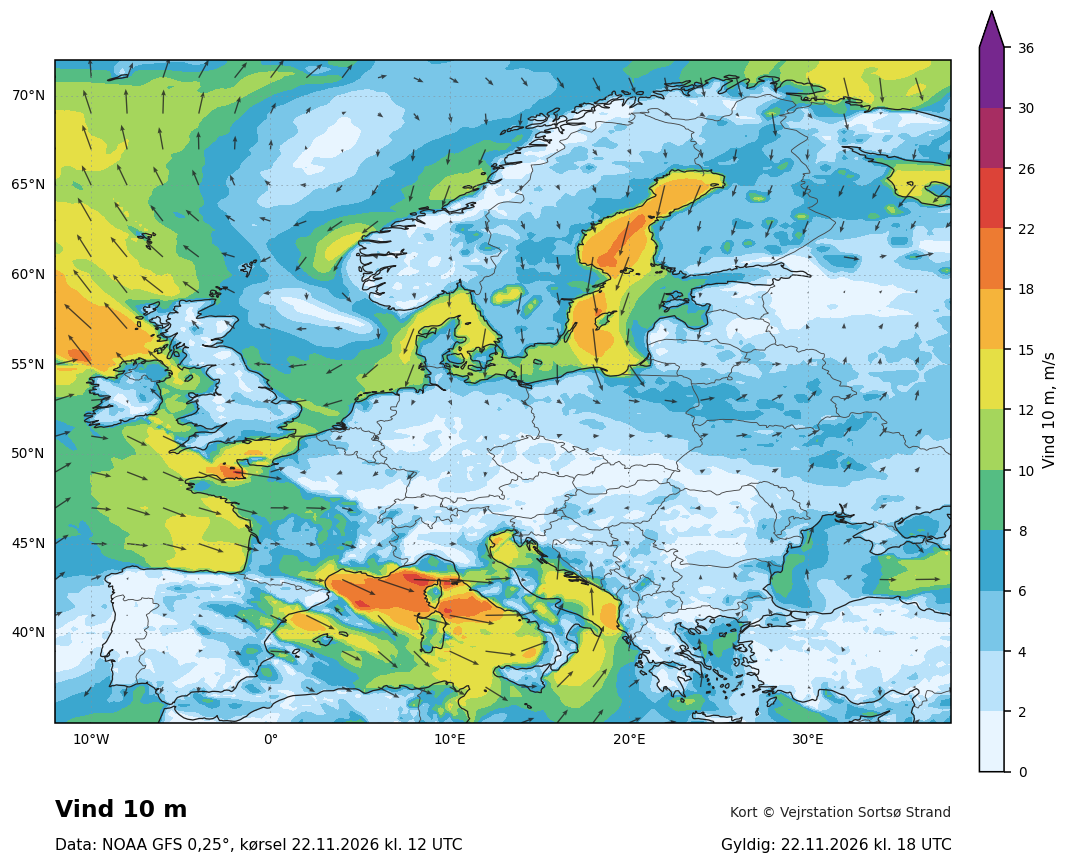 36
30
26
22
18
15
12
10
8
6
4
2
0
Vind 10 m, m/s
70°N
65°N
60°N
55°N
50°N
45°N
40°N
10°W
0°
10°E
20°E
30°E
Vind 10 m
Kort © Vejrstation Sortsø Strand
Data: NOAA GFS 0,25°, kørsel 22.11.2026 kl. 12 UTC
Gyldig: 22.11.2026 kl. 18 UTC